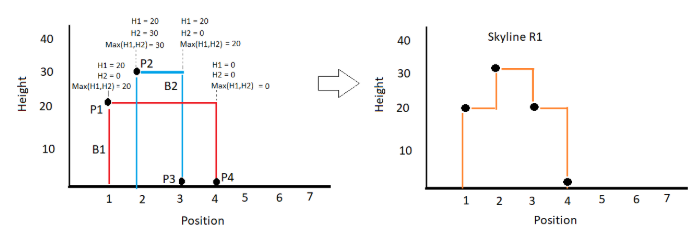 H1 = 20
H2 = 30
Max(H1,H2) = 30
H1 = 20
H2 = 0
Max(H1,H2) = 20
H1 = 20
H2 = 0
Max(H1,H2) = 20
H1 = 0
H2 = 0
Max(H1,H2) = 0
P2
B2
P1
B1
P3
P4
40
30
20
10
Height
1 2 3 4 5 6 7
Position
Skyline R1
40
30
20
10
Height
1 2 3 4 5 6 7
Position